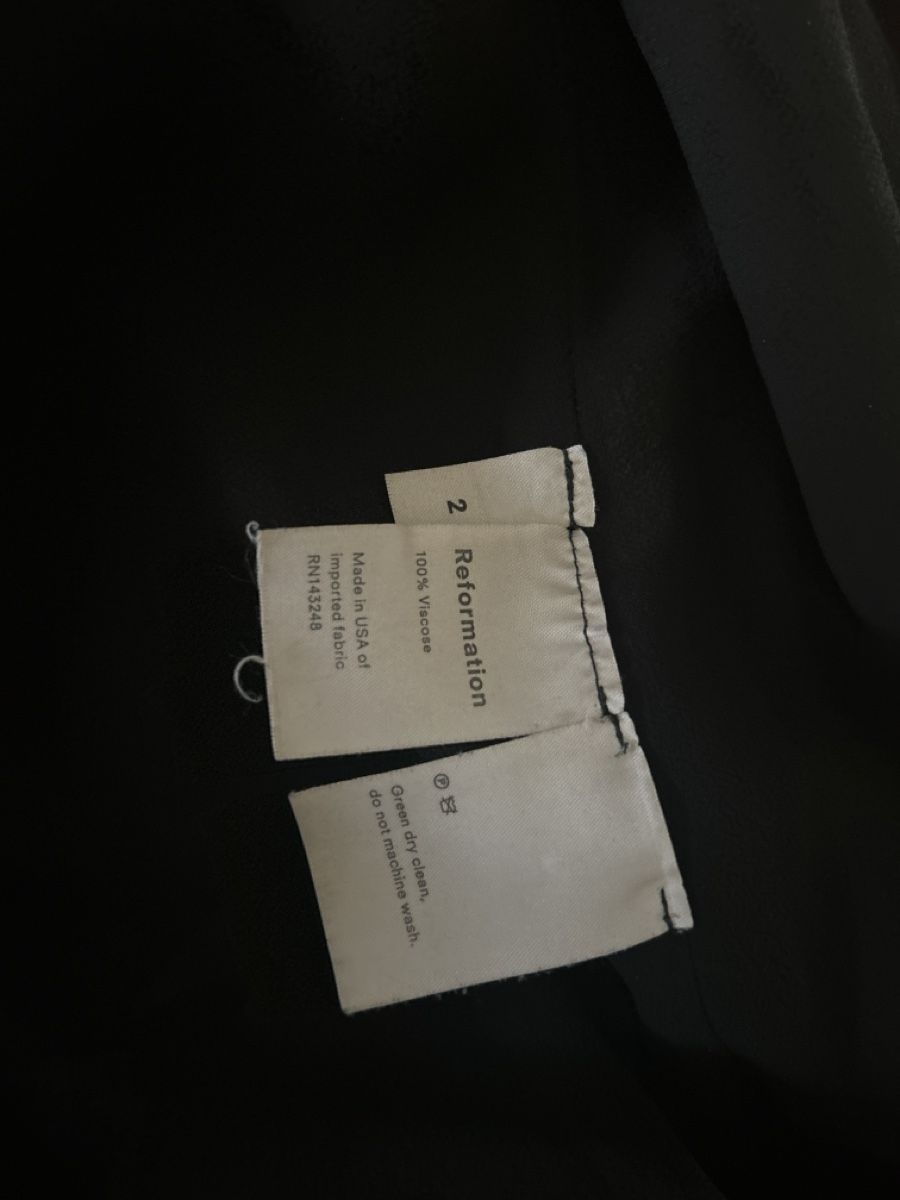 2
Reformation
100% Viscose
Made in USA of
imported fabric
RN143248
Ⓟ
Green dry clean,
do not machine wash.